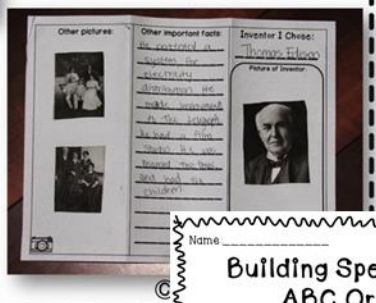 Other pictures:
Other important facts:
He patented a
system for
electricity
distribution He
made
to the telegraph
he had a film
studio. He was
married two times
and had six
children.
Inventor I Chose:
Thomas Edison
Picture of Inventor:
©
Name
Building Spe
ABC Or